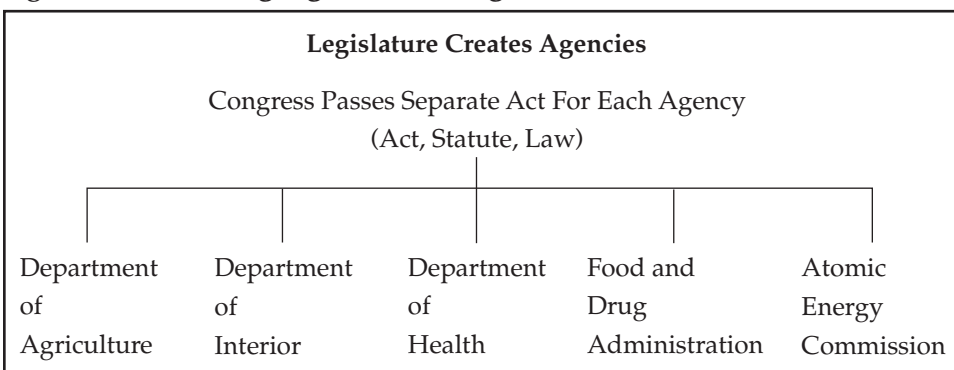 Legislature Creates Agencies
Congress Passes Separate Act For Each Agency
(Act, Statute, Law)
Department
of
Agriculture
Department
of
Interior
Department
of
Health
Food and
Drug
Administration
Atomic
Energy
Commission